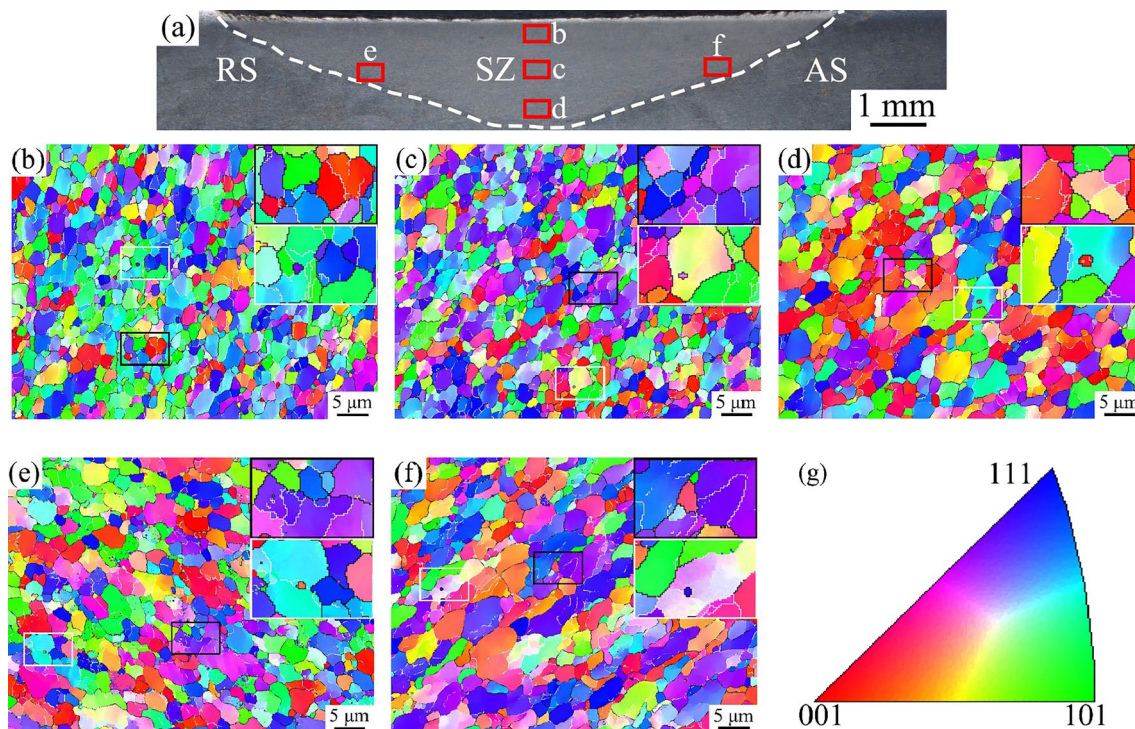 (a)
b
e
f
RS
SZ
c
AS
d
1 mm
(b)
(c)
(d)
5 μm
5 μm
5 μm
(e)
(f)
(g)
111
5 μm
5 μm
001
101